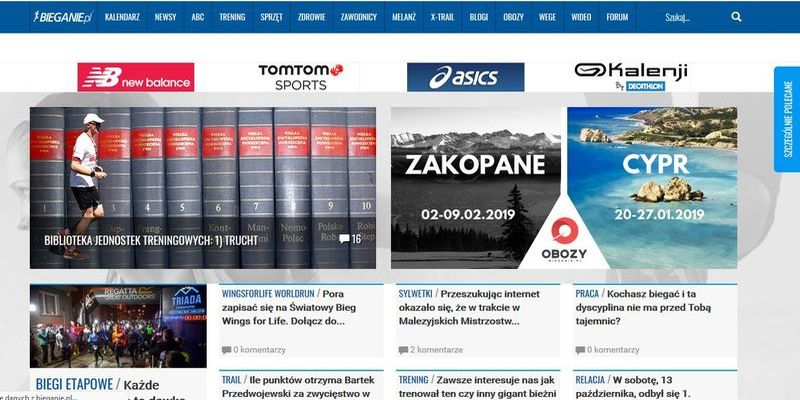 BIEGANIE.pl KALENDARZ NEWSY ABC TRENING SPRZĘT ZDROWIE ZAWODNICY MELANŻ X-TRAIL BLOGI OBOZY WEGE WIDEO FORUM Szukaj...
new balance
TOMTOM
SPORTS
asics
Kalenji
By DECATHLON
SZCZEGÓLNIE POLECANE
WIELKA ENCYKLOPEDIA POWSZECHNA PWN
1 3 4 5 6 7 8 9 10
BIBLIOTEKA JEDNOSTEK TRENINGOWYCH: 1) TRUCHT 16
ZAKOPANE
02-09.02.2019
CYPR
20-27.01.2019
OBOZY
BIEGANIE.PL
REGATTA
GREAT OUTDOORS
TRIADA
BIEGI ETAPOWE / Każde
WINGSFORLIFE WORLDRUN / Pora
zapisać się na Światowy Bieg
Wings for Life. Dołącz do...
0 komentarzy
SYLWETKI / Przeszukując internet
okazało się, że w trakcie w
Malezyjskich Mistrzostw...
2 komentarze
PRACA / Kochasz biegać i ta
dyscyplina nie ma przed Tobą
tajemnic?
0 komentarzy
TRAIL / Ile punktów otrzyma Bartek
Przedwojewski za zwycięstwo w
TRENING / Zawsze interesuje nas jak
trenował ten czy inny gigant bieżni
RELACJA / W sobotę, 13
października, odbył się 1.
e danych z bieganie.pl...